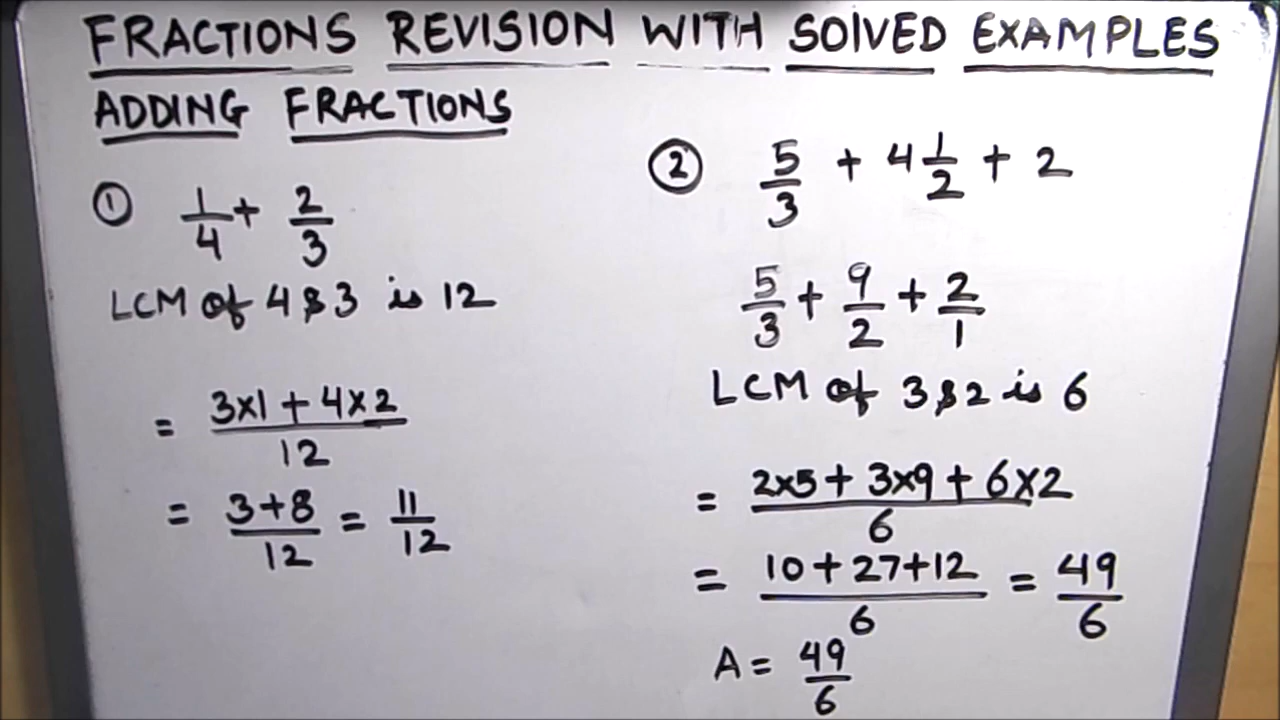 FRACTIONS REVISION WITH SOLVED EXAMPLES
ADDING FRACTIONS
① 1/4 + 2/3
LCM of 4 & 3 is 12
= (3×1 + 4×2)/12
= (3+8)/12 = 11/12
② 5/3 + 4 1/2 + 2
5/3 + 9/2 + 2/1
LCM of 3 & 2 is 6
= (2×5 + 3×9 + 6×2)/6
= (10+27+12)/6 = 49/6
A = 49/6